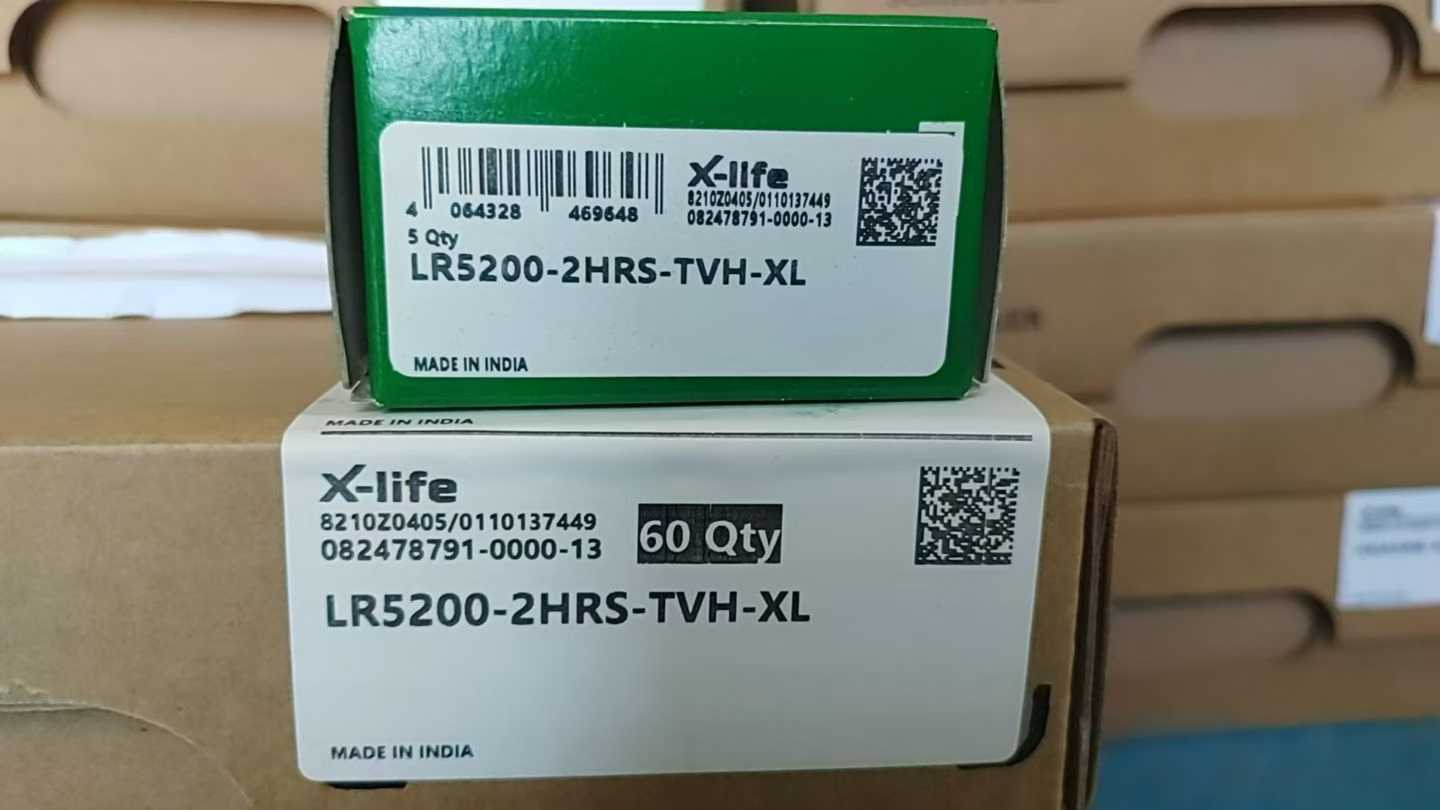 4 064328 469648
X-life
8210Z0405/0110137449
082478791-0000-13
5 Qty
LR5200-2HRS-TVH-XL
MADE IN INDIA
MADE IN INDIA
X-life
8210Z0405/0110137449
082478791-0000-13
60 Qty
LR5200-2HRS-TVH-XL
MADE IN INDIA